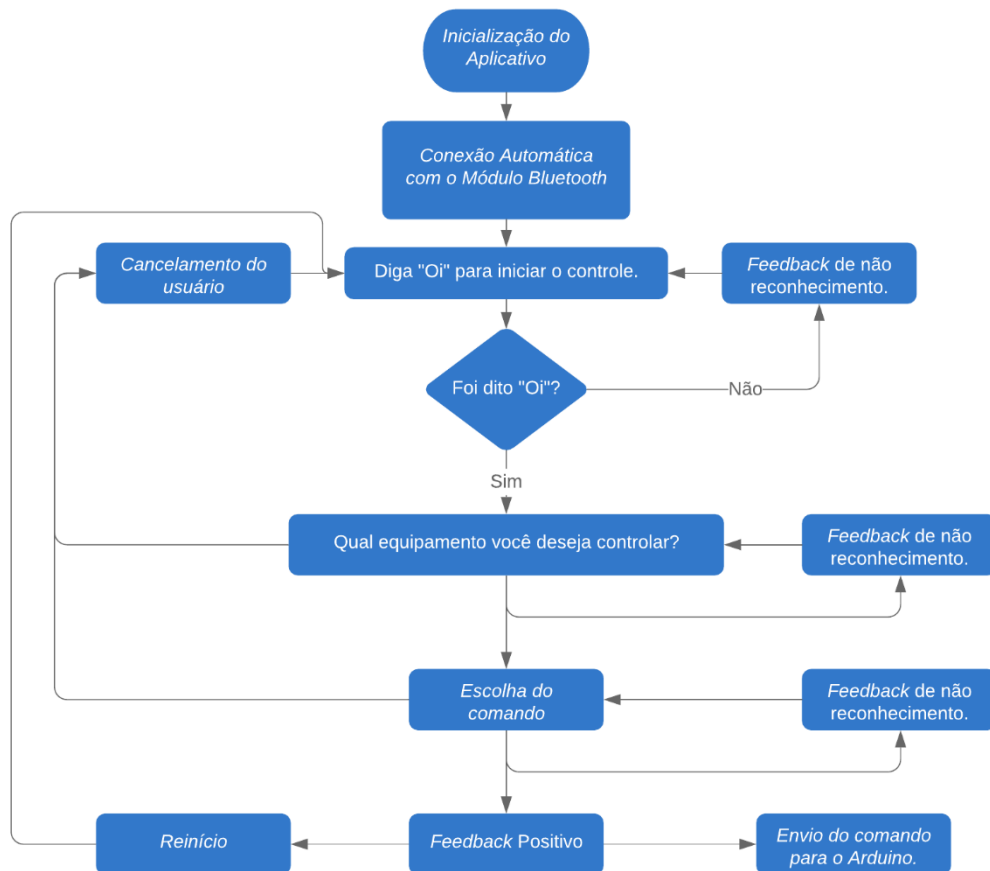 Inicialização do
Aplicativo
Conexão Automática
com o Módulo Bluetooth
Cancelamento do
usuário
Diga "Oi" para iniciar o controle.
Feedback de não
reconhecimento.
Foi dito "Oi"?
Não
Sim
Qual equipamento você deseja controlar?
Feedback de não
reconhecimento.
Escolha do
comando
Feedback de não
reconhecimento.
Reinício
Feedback Positivo
Envio do comando
para o Arduino.